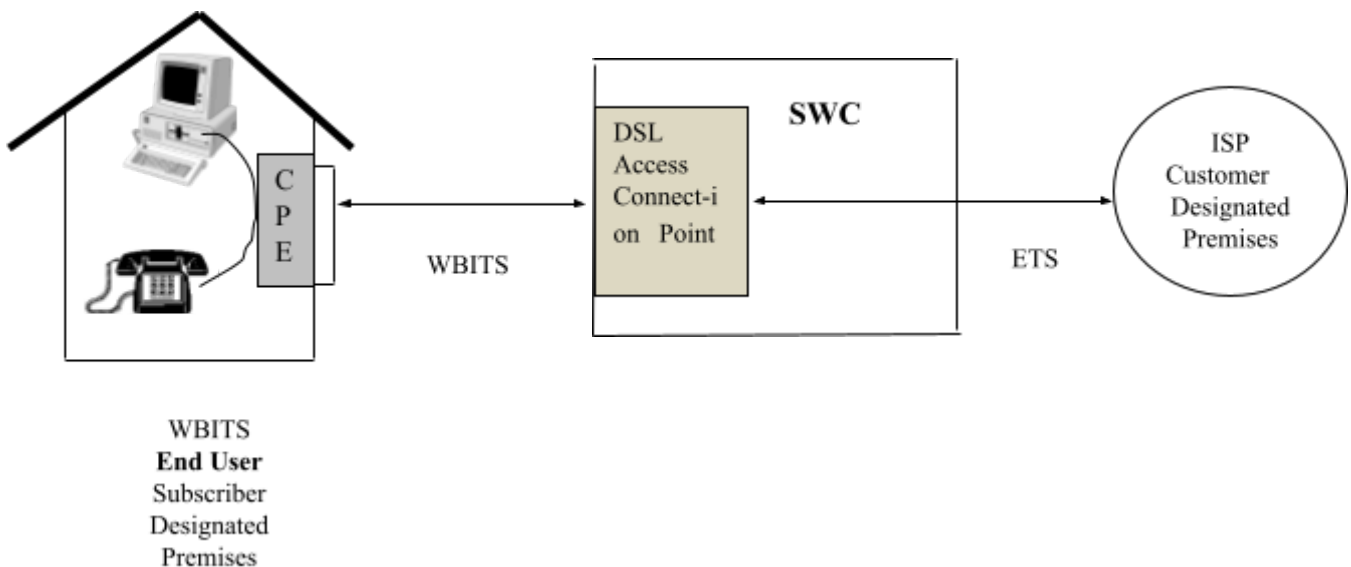 C
P
E
WBITS
DSL
Access
Connect-i
on Point
SWC
ETS
ISP
Customer
Designated
Premises
WBITS
End User
Subscriber
Designated
Premises